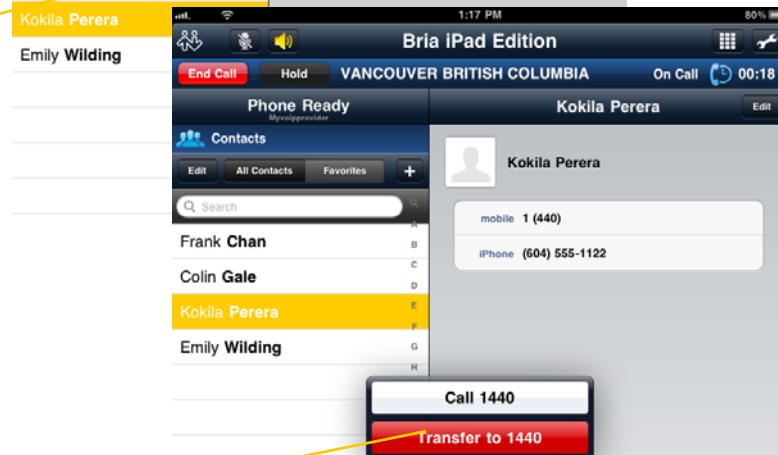 Kokila Perera
Emily Wilding
1:17 PM
80%
Bria iPad Edition
End Call
Hold
VANCOUVER BRITISH COLUMBIA
On Call
00:18
Phone Ready
Myvoipprovider
Kokila Perera
Edit
Contacts
Edit
All Contacts
Favorites
+
Search
Kokila Perera
mobile 1 (440)
iPhone (604) 555-1122
Frank Chan
Colin Gale
Kokila Perera
Emily Wilding
A
B
C
D
E
F
G
H
Call 1440
Transfer to 1440